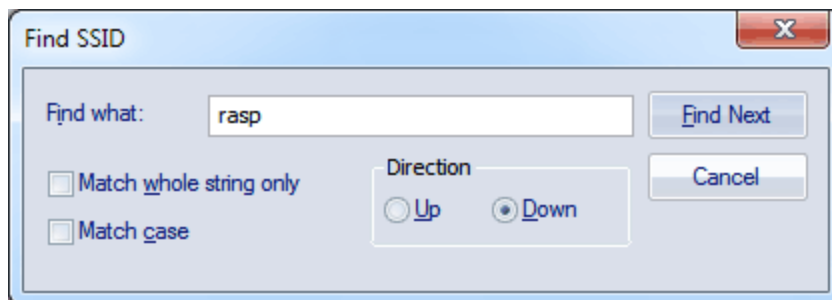 Find SSID
Find what: rasp Find Next
Match whole string only Direction Cancel
Up Down
Match case